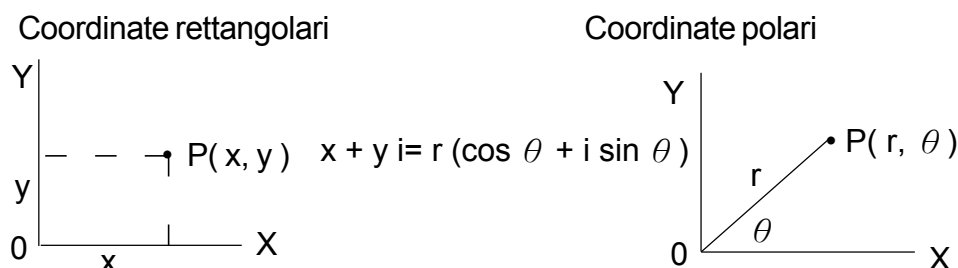 Coordinate rettangolari
Y
P( x, y )
y
0
x
X
x + y i= r (cos θ + i sin θ )
Coordinate polari
Y
P( r, θ )
r
θ
0
X